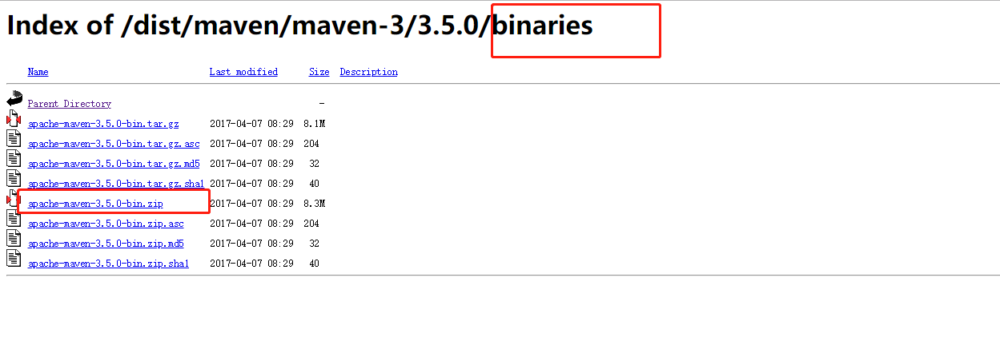 Index of /dist/maven/maven-3/3.5.0/binaries
Name Last modified Size Description
Parent Directory -
apache-maven-3.5.0-bin.tar.gz 2017-04-07 08:29 8.1M
apache-maven-3.5.0-bin.tar.gz.asc 2017-04-07 08:29 204
apache-maven-3.5.0-bin.tar.gz.md5 2017-04-07 08:29 32
apache-maven-3.5.0-bin.tar.gz.sha1 2017-04-07 08:29 40
apache-maven-3.5.0-bin.zip 2017-04-07 08:29 8.3M
apache-maven-3.5.0-bin.zip.asc 2017-04-07 08:29 204
apache-maven-3.5.0-bin.zip.md5 2017-04-07 08:29 32
apache-maven-3.5.0-bin.zip.sha1 2017-04-07 08:29 40